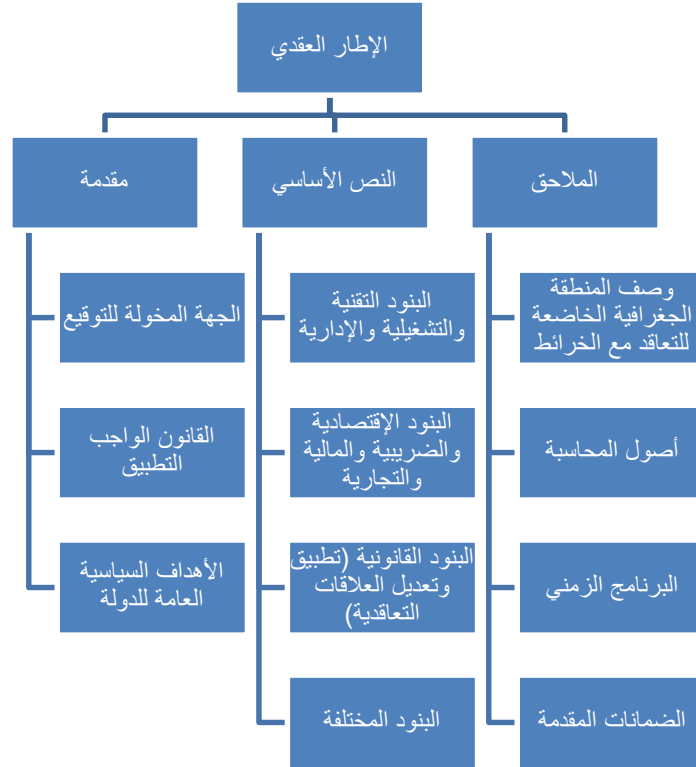 الإطار العقدي
مقدمة
النص الأساسي
الملاحق
الجهة المخولة للتوقيع
القانون الواجب
التطبيق
الأهداف السياسية
العامة للدولة
البنود التقنية
والتشغيلية والإدارية
البنود الإقتصادية
والضريبية والمالية
والتجارية
البنود القانونية (تطبيق
وتعديل العلاقات
التعاقدية)
البنود المختلفة
وصف المنطقة
الجغرافية الخاضعة
للتعاقد مع الخرائط
أصول المحاسبة
البرنامج الزمني
الضمانات المقدمة